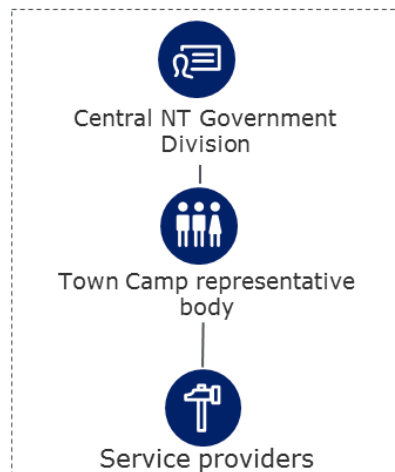 Central NT Government
Division
Town Camp representative
body
Service providers